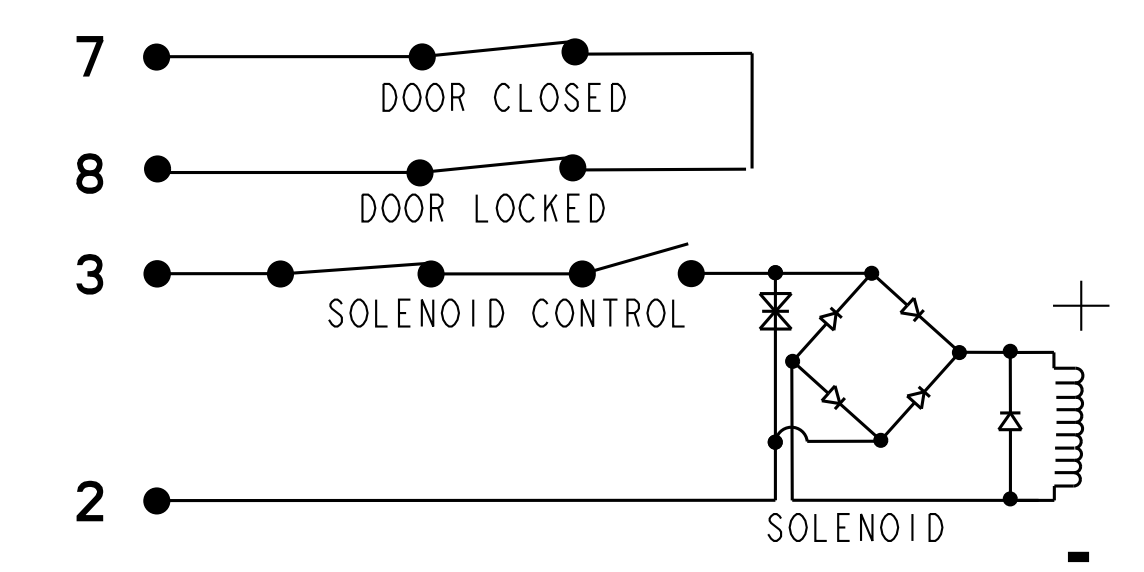 7
DOOR CLOSED
8
DOOR LOCKED
3
SOLENOID CONTROL
+
2
SOLENOID
-